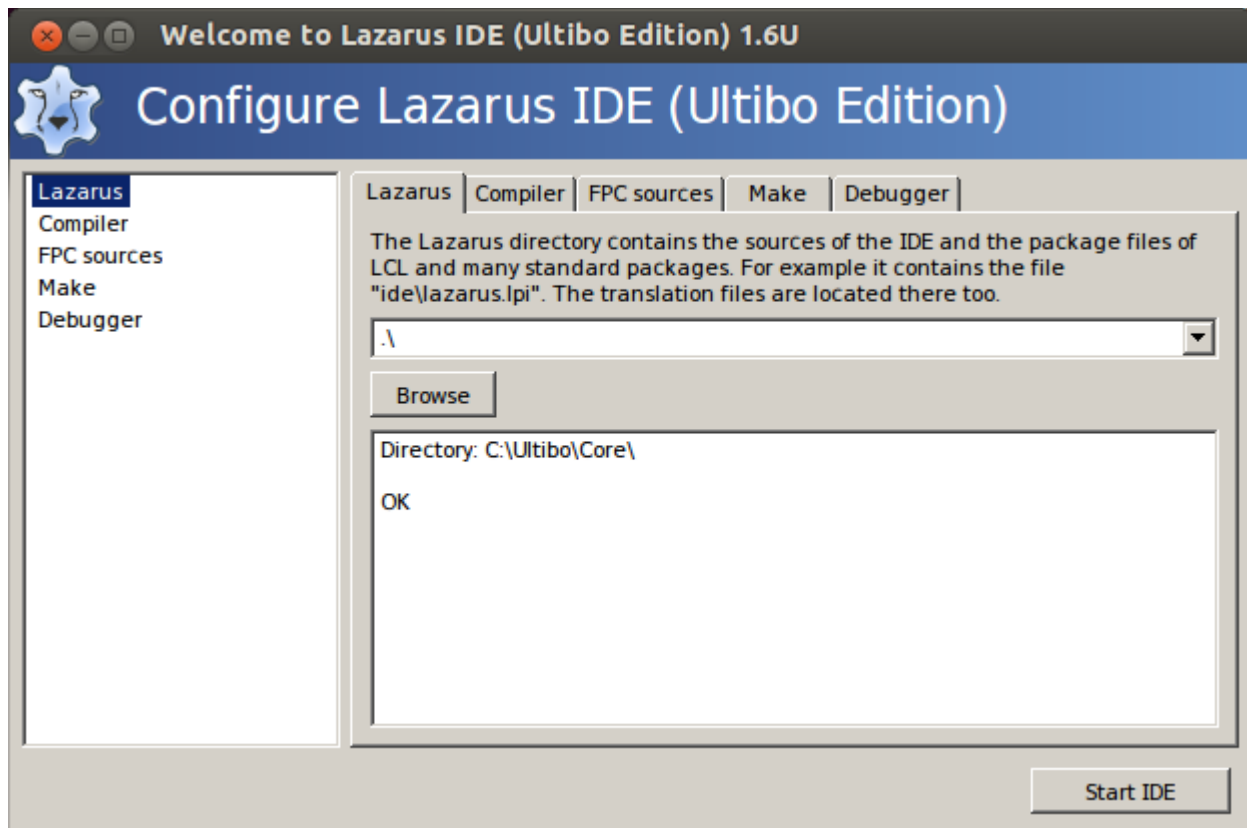 Welcome to Lazarus IDE (Ultibo Edition) 1.6U
Configure Lazarus IDE (Ultibo Edition)
Lazarus
Compiler
FPC sources
Make
Debugger
Lazarus Compiler FPC sources Make Debugger
The Lazarus directory contains the sources of the IDE and the package files of
LCL and many standard packages. For example it contains the file
"ide\lazarus.lpi". The translation files are located there too.
.\
Browse
Directory: C:\Ultibo\Core\
OK
Start IDE